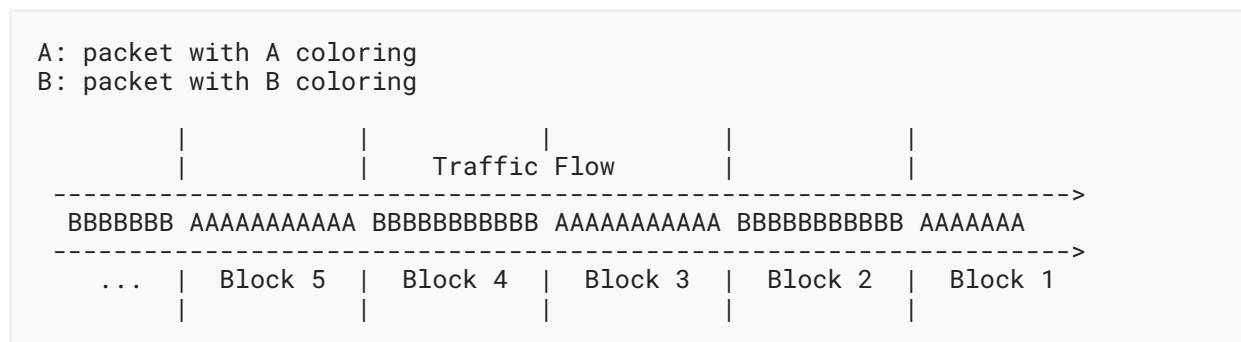 A: packet with A coloring
B: packet with B coloring
|           |           |           |           |
|           |    Traffic Flow       |           |
------------------------------------------------------------------->
BBBBBBB AAAAAAAAAAA BBBBBBBBBBB AAAAAAAAAAA BBBBBBBBBBB AAAAAAA
------------------------------------------------------------------->
... | Block 5 | Block 4 | Block 3 | Block 2 | Block 1
|           |           |           |           |